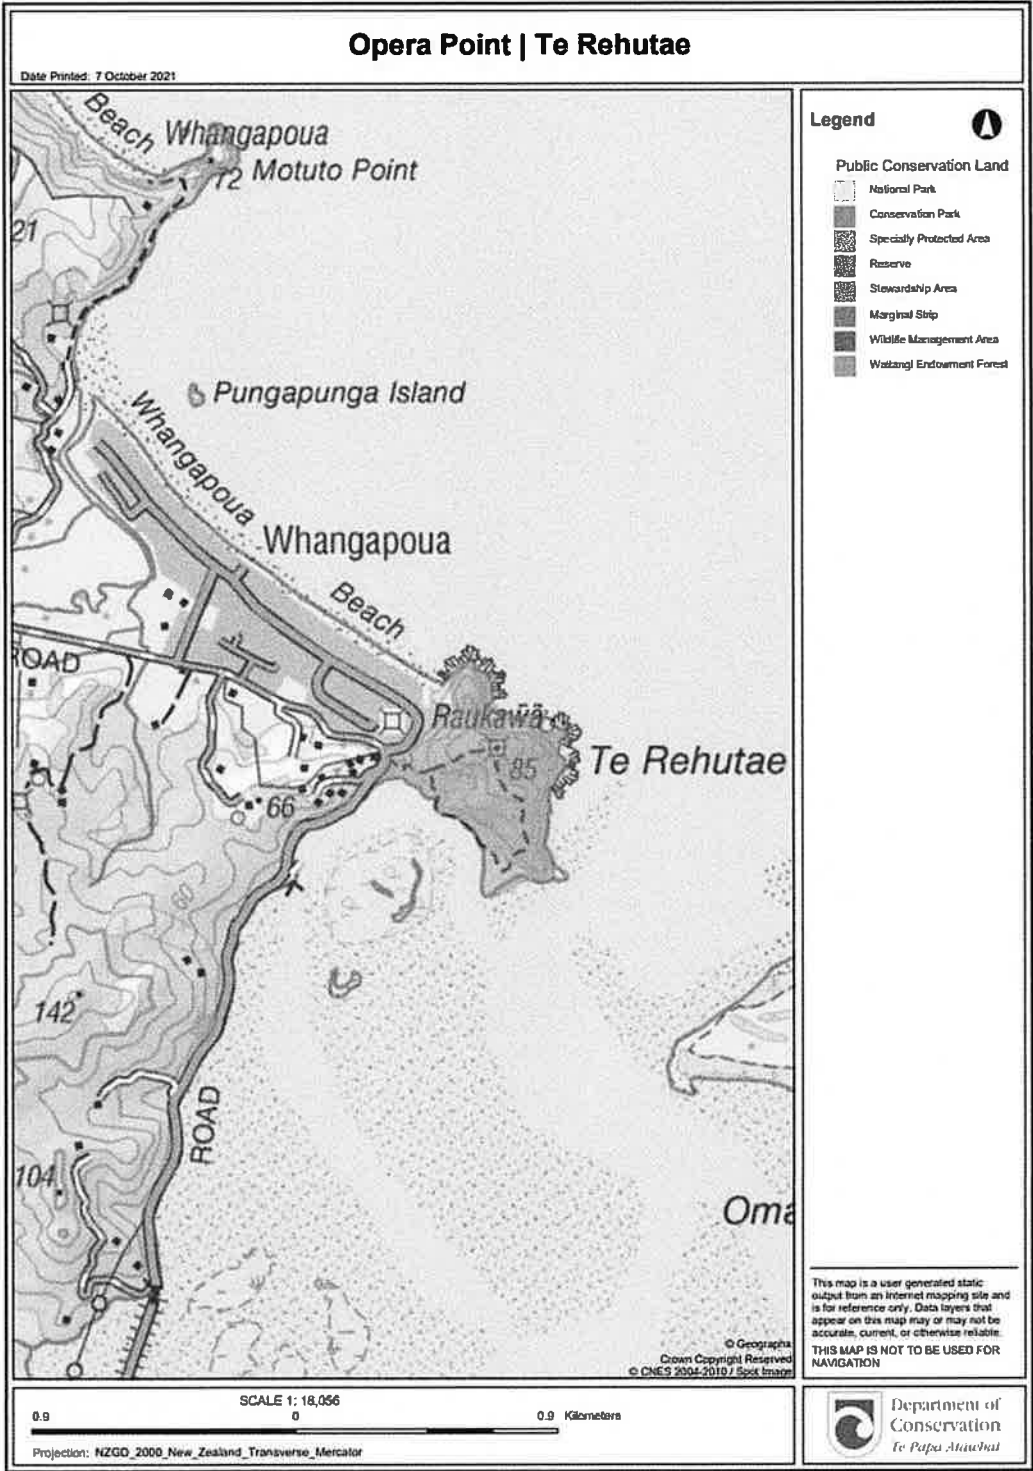 Opera Point | Te Rehutae
Date Printed: 7 October 2021
Beach
Whangapoua
72
Motuto Point
21
Pungapunga Island
Whangapoua
Whangapoua
Beach
ROAD
Raukawa
85
Te Rehutae
66
60
142
ROAD
104
Oma
© Geographx
Crown Copyright Reserved
© CNES 2004-2010 / Spot Image
Legend
Public Conservation Land
National Park
Conservation Park
Specially Protected Area
Reserve
Stewardship Area
Marginal Strip
Wildlife Management Area
Waitangi Endowment Forest
This map is a user generated static
output from an Internet mapping site and
is for reference only. Data layers that
appear on this map may or may not be
accurate, current, or otherwise reliable.
THIS MAP IS NOT TO BE USED FOR
NAVIGATION
SCALE 1: 18,056
0.9 0 0.9 Kilometers
Projection: NZGD_2000_New_Zealand_Transverse_Mercator
Department of
Conservation
Te Papa Atawhai